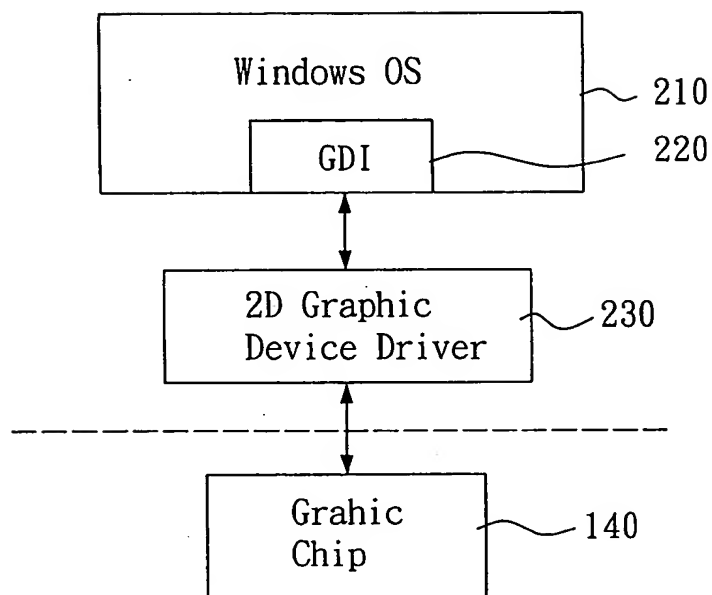 Windows OS
210
GDI
220
2D Graphic
Device Driver
230
Grahic
Chip
140